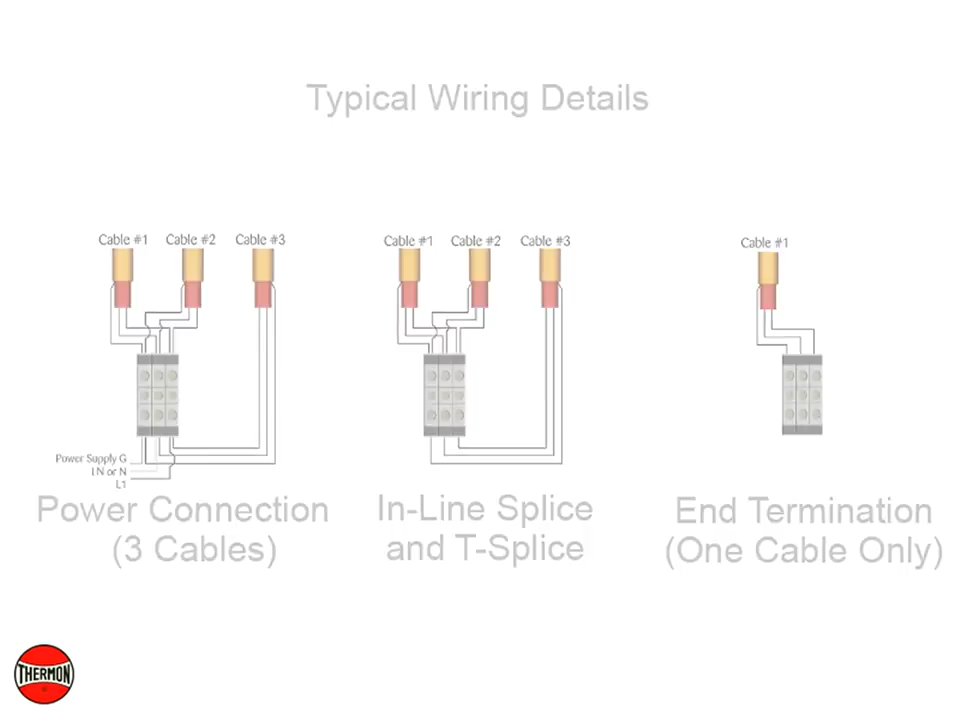 Typical Wiring Details
Cable #1 Cable #2 Cable #3
Power Supply G
L1
Power Connection
(3 Cables)
Cable #1 Cable #2 Cable #3
In-Line Splice
and T-Splice
Cable #1
End Termination
(One Cable Only)
THERMON